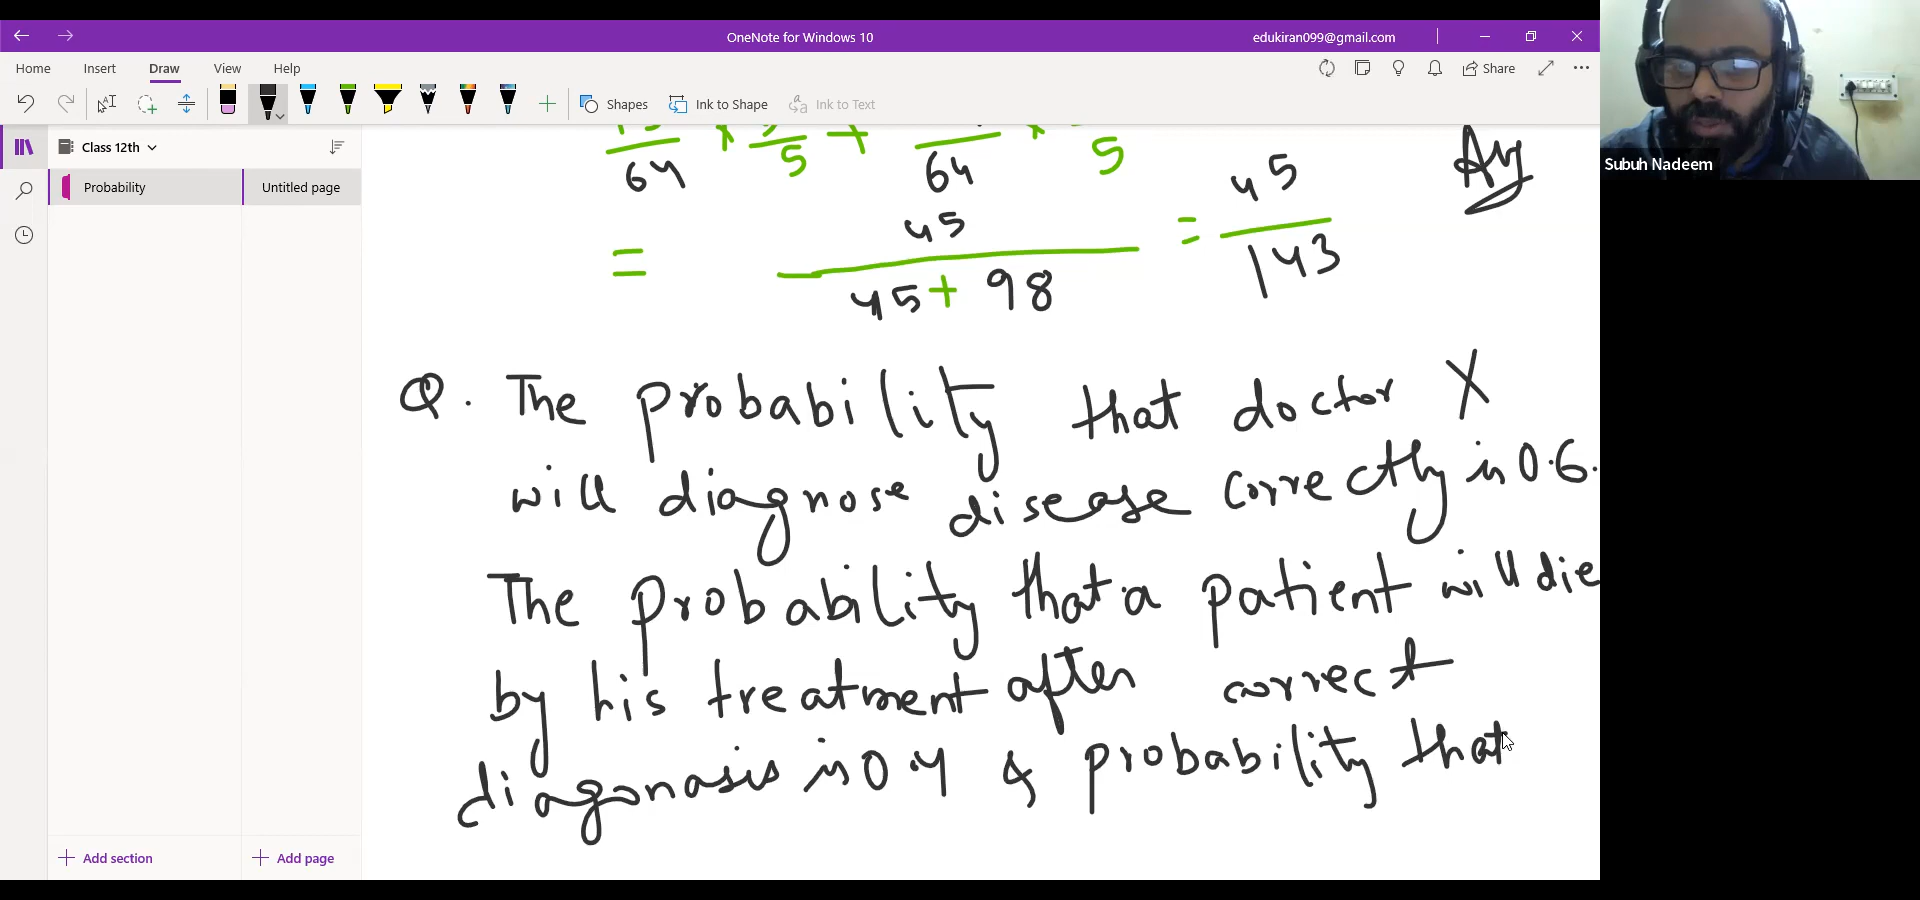 OneNote for Windows 10
edukiran099@gmail.com
Home Insert Draw View Help
Share
Shapes Ink to Shape Ink to Text
Class 12th
Probability
Untitled page
Add section
Add page
64 × 5 + 64 × 5
= 45 / 45 + 98 = 45 / 143
Q. The probability that doctor X
will diagnose disease correctly is 0.6.
The probability that a patient will die
by his treatment after correct
diagonasis is 0.4 & probability that
Subuh Nadeem